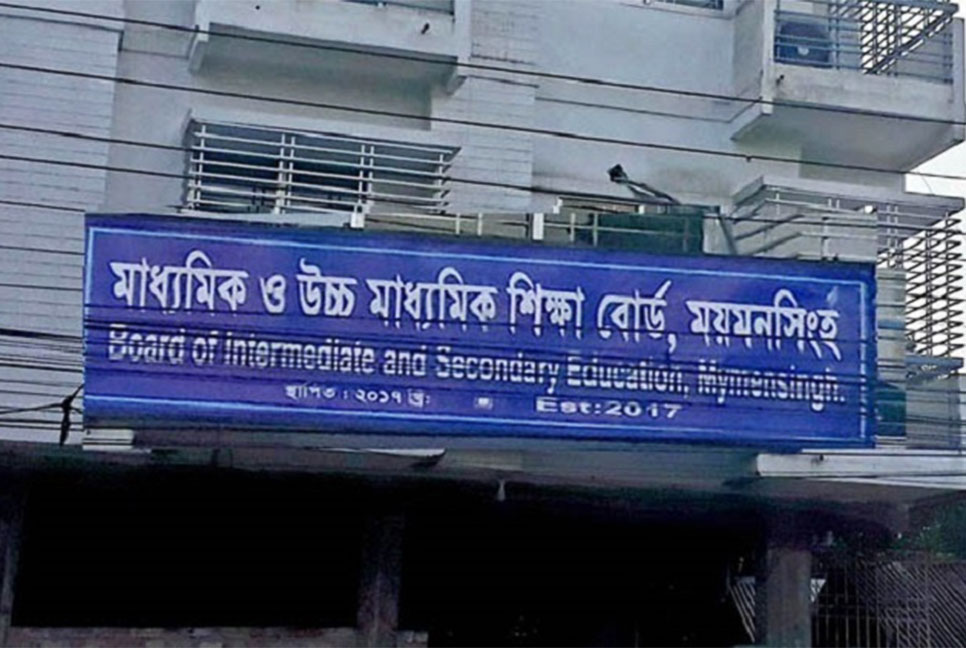 মাধ্যমিক ও উচ্চ মাধ্যমিক শিক্ষা বোর্ড, ময়মনসিংহ
Board of Intermediate and Secondary Education, Mymensingh.
স্থাপিত : ২০১৭ খ্রি: Est:2017